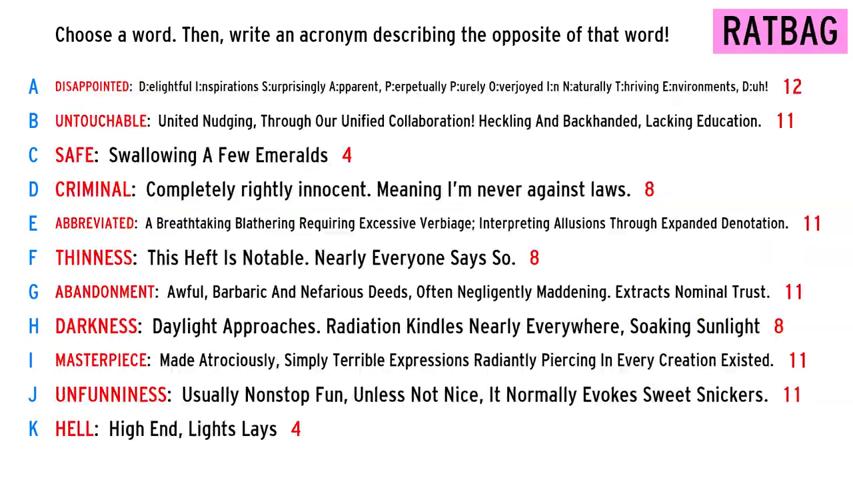 Choose a word. Then, write an acronym describing the opposite of that word!
RATBAG
A DISAPPOINTED: D:elightful I:nspirations S:urprisingly A:pparent, P:erpetually P:urely O:verjoyed I:n N:aturally T:hriving E:nvironments, D:uh! 12
B UNTOUCHABLE: United Nudging, Through Our Unified Collaboration! Heckling And Backhanded, Lacking Education. 11
C SAFE: Swallowing A Few Emeralds 4
D CRIMINAL: Completely rightly innocent. Meaning I'm never against laws. 8
E ABBREVIATED: A Breathtaking Blathering Requiring Excessive Verbiage; Interpreting Allusions Through Expanded Denotation. 11
F THINNESS: This Heft Is Notable. Nearly Everyone Says So. 8
G ABANDONMENT: Awful, Barbaric And Nefarious Deeds, Often Negligently Maddening. Extracts Nominal Trust. 11
H DARKNESS: Daylight Approaches. Radiation Kindles Nearly Everywhere, Soaking Sunlight 8
I MASTERPIECE: Made Atrociously, Simply Terrible Expressions Radiantly Piercing In Every Creation Existed. 11
J UNFUNNINESS: Usually Nonstop Fun, Unless Not Nice, It Normally Evokes Sweet Snickers. 11
K HELL: High End, Lights Lays 4